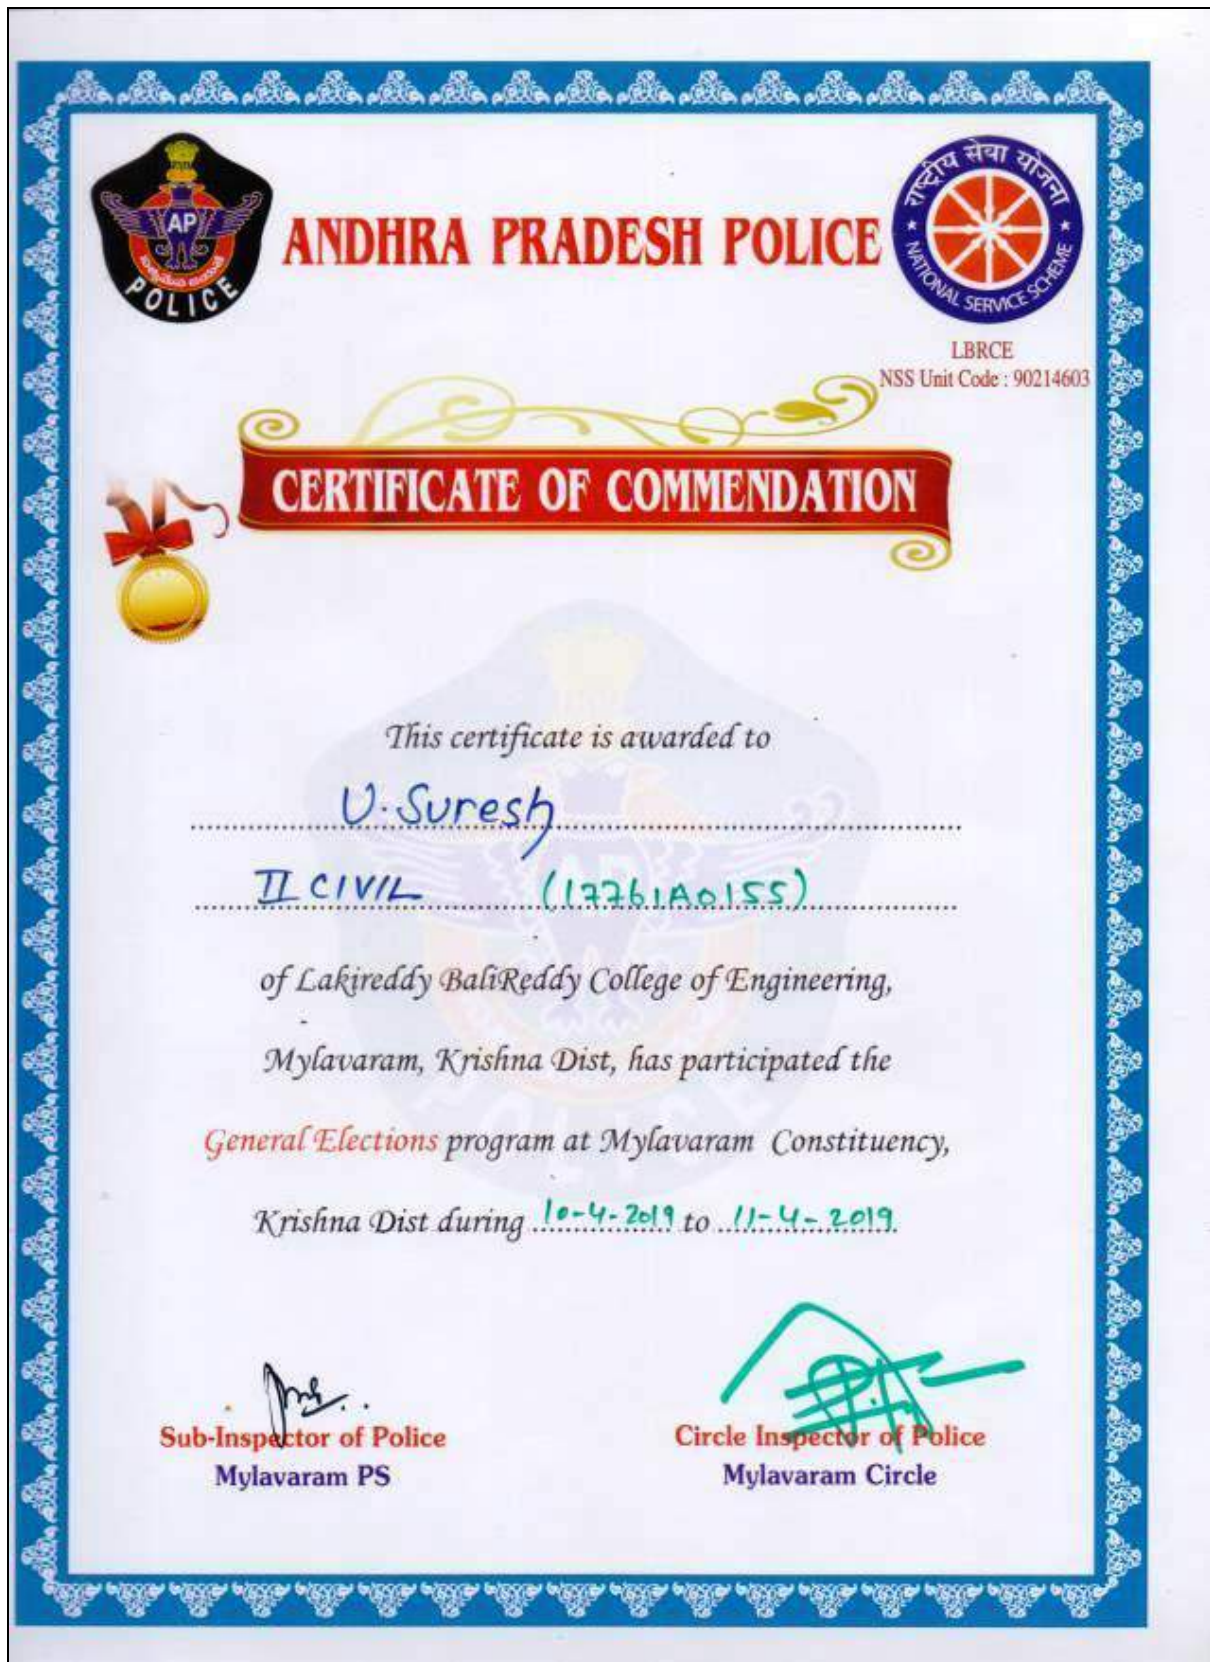 ANDHRA PRADESH POLICE
AP
POLICE
राष्ट्रीय सेवा योजना
NATIONAL SERVICE SCHEME
LBRCE
NSS Unit Code : 90214603
CERTIFICATE OF COMMENDATION
This certificate is awarded to
U. Suresh
II CIVIL (17761A0155)
of Lakireddy BaliReddy College of Engineering,
Mylavaram, Krishna Dist, has participated the
General Elections program at Mylavaram Constituency,
Krishna Dist during 10-4-2019 to 11-4-2019
Sub-Inspector of Police
Mylavaram PS
Circle Inspector of Police
Mylavaram Circle